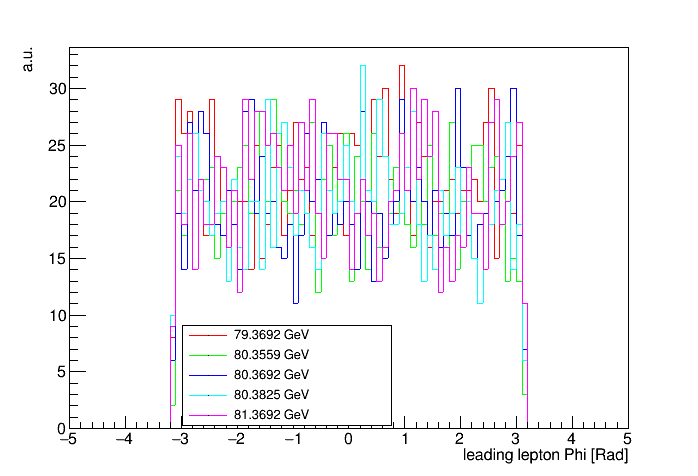 a.u.
30
25
20
15
10
5
0
79.3692 GeV
80.3559 GeV
80.3692 GeV
80.3825 GeV
81.3692 GeV
−5 −4 −3 −2 −1 0 1 2 3 4 5
leading lepton Phi [Rad]